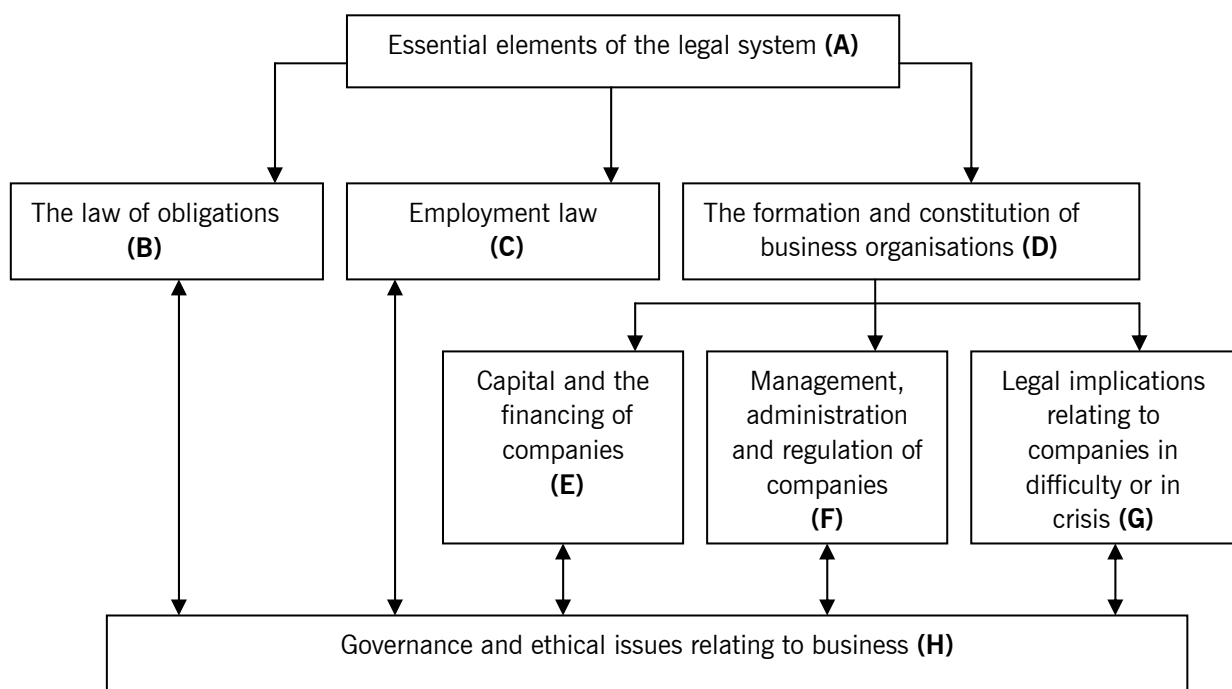 Essential elements of the legal system (A)
The law of obligations
(B)
Employment law
(C)
The formation and constitution of
business organisations (D)
Capital and the
financing of
companies
(E)
Management,
administration
and regulation of
companies
(F)
Legal implications
relating to
companies in
difficulty or in
crisis (G)
Governance and ethical issues relating to business (H)